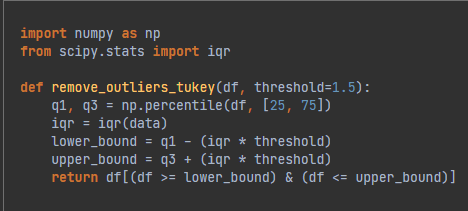 import numpy as np
from scipy.stats import iqr
def remove_outliers_tukey(df, threshold=1.5):
    q1, q3 = np.percentile(df, [25, 75])
    iqr = iqr(data)
    lower_bound = q1 - (iqr * threshold)
    upper_bound = q3 + (iqr * threshold)
    return df[(df >= lower_bound) & (df <= upper_bound)]